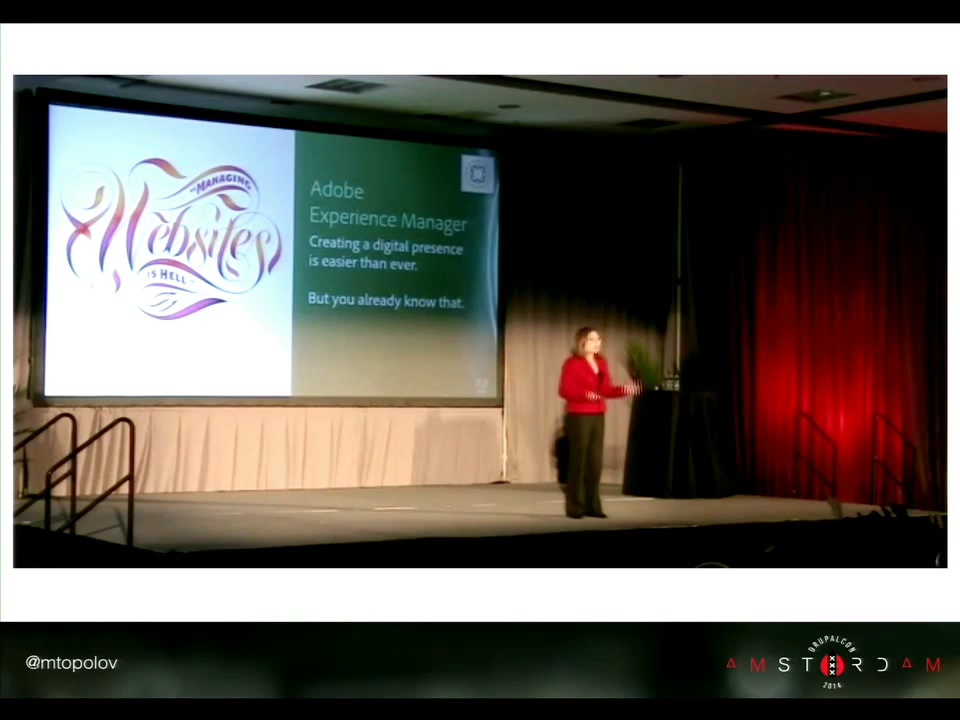 "MANAGING
Websites
IS HELL"
Adobe
Experience Manager
Creating a digital presence
is easier than ever.
But you already know that.
@mtopolov
DRUPALCON
AMSTERDAM
2014